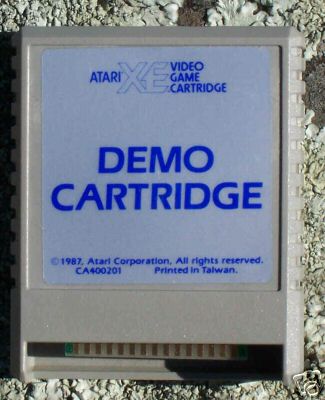 ATARI XE VIDEO
GAME
CARTRIDGE
DEMO
CARTRIDGE
©1987, Atari Corporation, All rights reserved.
CA400201 Printed in Taiwan.